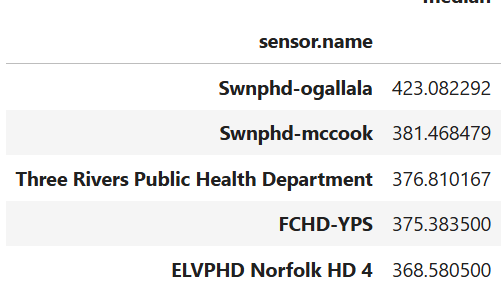 median
sensor.name
Swnphd-ogallala 423.082292
Swnphd-mccook 381.468479
Three Rivers Public Health Department 376.810167
FCHD-YPS 375.383500
ELVPHD Norfolk HD 4 368.580500